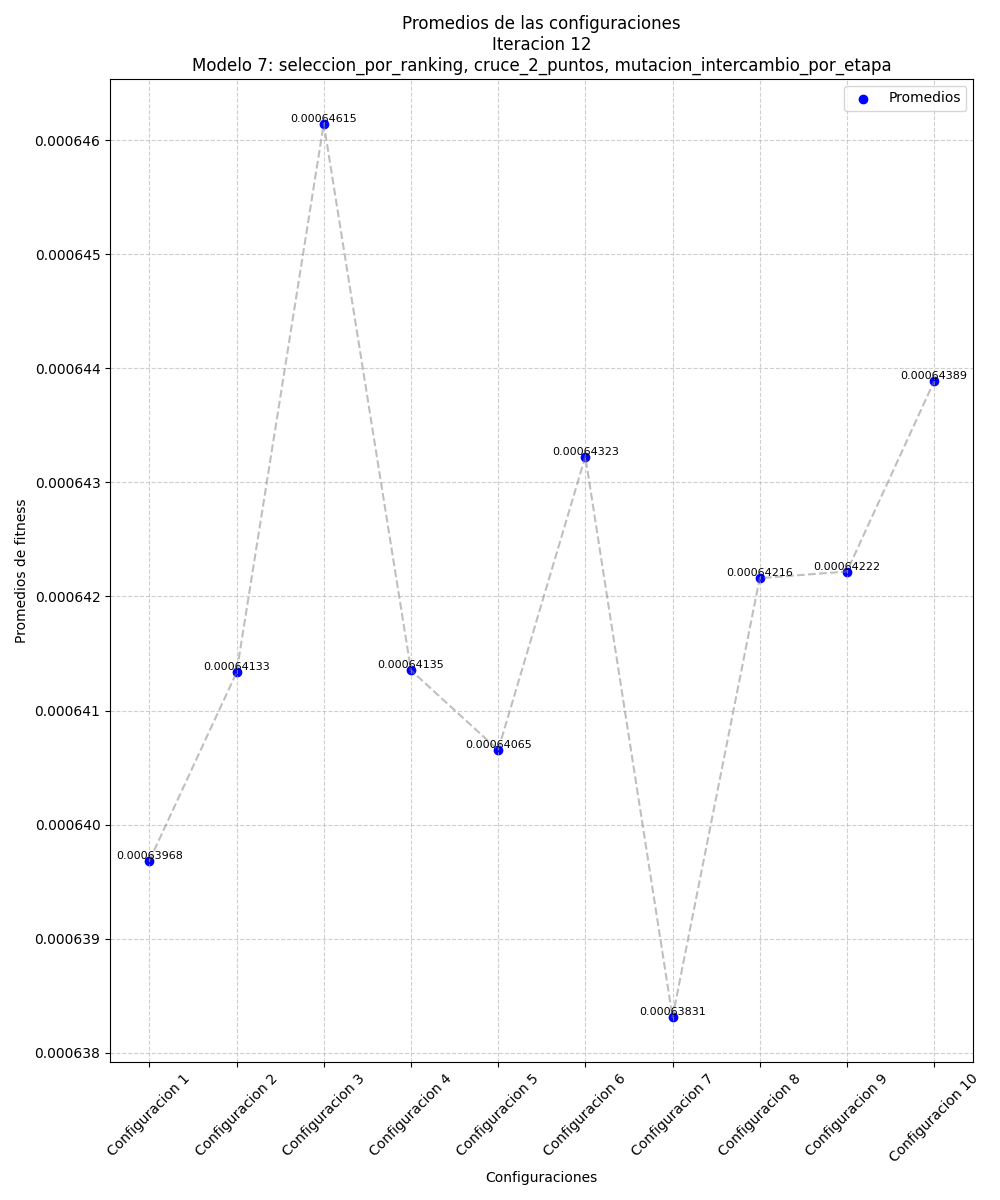 Promedios de las configuraciones
Iteracion 12
Modelo 7: seleccion_por_ranking, cruce_2_puntos, mutacion_intercambio_por_etapa
Promedios
0.000646
0.000645
0.000644
0.000643
0.000642
0.000641
0.000640
0.000639
0.000638
Promedios de fitness
0.00063968
0.00064133
0.00064615
0.00064135
0.00064065
0.00064323
0.00063831
0.00064216
0.00064222
0.00064389
Configuracion 1
Configuracion 2
Configuracion 3
Configuracion 4
Configuracion 5
Configuracion 6
Configuracion 7
Configuracion 8
Configuracion 9
Configuracion 10
Configuraciones